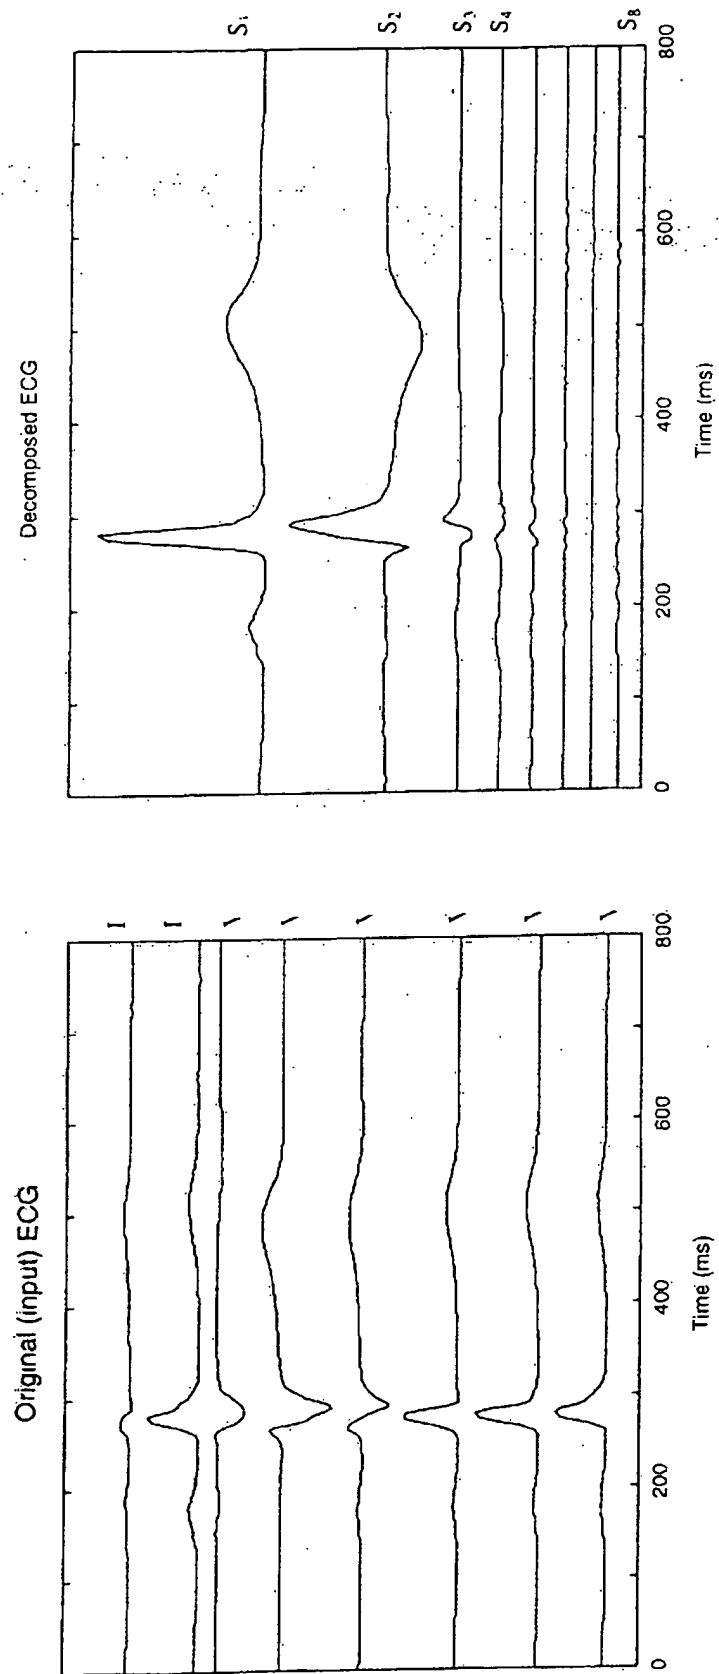 Original (input) ECG
I
I
0
200
400
600
800
Time (ms)
Decomposed ECG
S1
S2
S3
S4
S8
0
200
400
600
800
Time (ms)